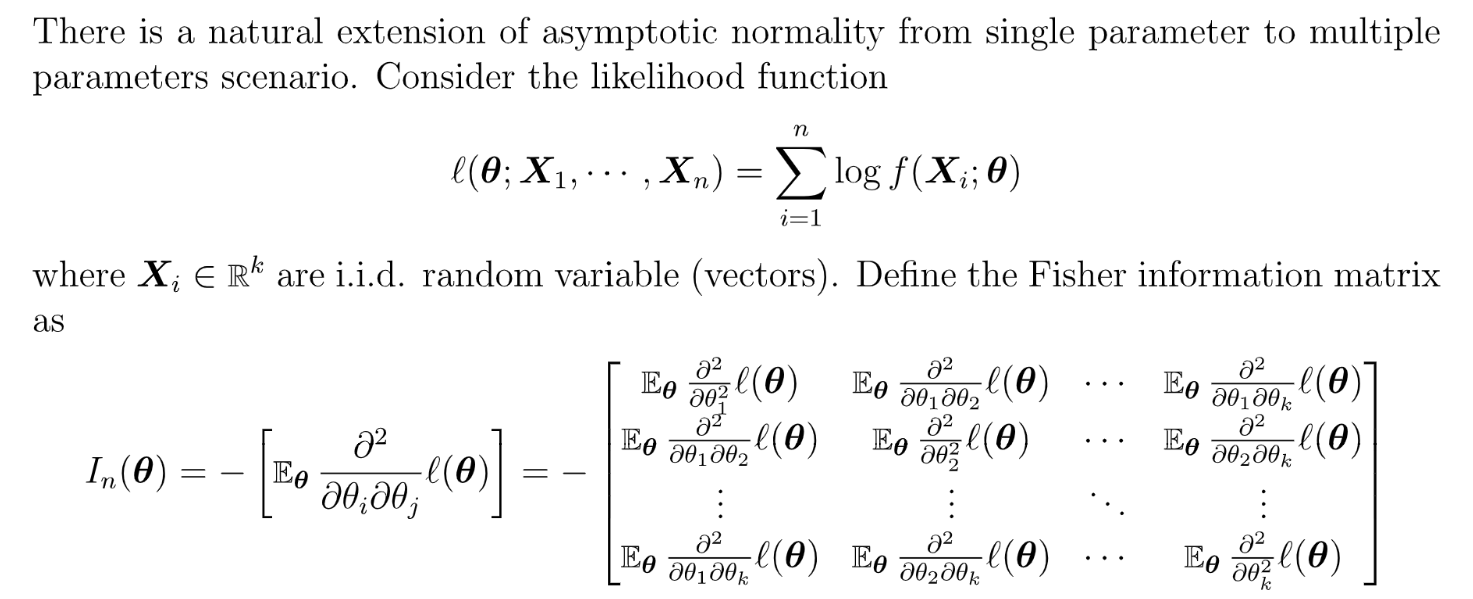 There is a natural extension of asymptotic normality from single parameter to multiple
parameters scenario. Consider the likelihood function
$$\ell(\boldsymbol{\theta}; \boldsymbol{X}_1, \cdots, \boldsymbol{X}_n) = \sum_{i=1}^{n} \log f(\boldsymbol{X}_i; \boldsymbol{\theta})$$
where $\boldsymbol{X}_i \in \mathbb{R}^k$ are i.i.d. random variable (vectors). Define the Fisher information matrix
as
$$I_n(\boldsymbol{\theta}) = -\left[\mathbb{E}_{\boldsymbol{\theta}} \frac{\partial^2}{\partial\theta_i \partial\theta_j} \ell(\boldsymbol{\theta})\right] = -\begin{bmatrix} \mathbb{E}_{\boldsymbol{\theta}} \frac{\partial^2}{\partial\theta_1^2} \ell(\boldsymbol{\theta}) & \mathbb{E}_{\boldsymbol{\theta}} \frac{\partial^2}{\partial\theta_1 \partial\theta_2} \ell(\boldsymbol{\theta}) & \cdots & \mathbb{E}_{\boldsymbol{\theta}} \frac{\partial^2}{\partial\theta_1 \partial\theta_k} \ell(\boldsymbol{\theta}) \\ \mathbb{E}_{\boldsymbol{\theta}} \frac{\partial^2}{\partial\theta_1 \partial\theta_2} \ell(\boldsymbol{\theta}) & \mathbb{E}_{\boldsymbol{\theta}} \frac{\partial^2}{\partial\theta_2^2} \ell(\boldsymbol{\theta}) & \cdots & \mathbb{E}_{\boldsymbol{\theta}} \frac{\partial^2}{\partial\theta_2 \partial\theta_k} \ell(\boldsymbol{\theta}) \\ \vdots & \vdots & \ddots & \vdots \\ \mathbb{E}_{\boldsymbol{\theta}} \frac{\partial^2}{\partial\theta_1 \partial\theta_k} \ell(\boldsymbol{\theta}) & \mathbb{E}_{\boldsymbol{\theta}} \frac{\partial^2}{\partial\theta_2 \partial\theta_k} \ell(\boldsymbol{\theta}) & \cdots & \mathbb{E}_{\boldsymbol{\theta}} \frac{\partial^2}{\partial\theta_k^2} \ell(\boldsymbol{\theta}) \end{bmatrix}$$